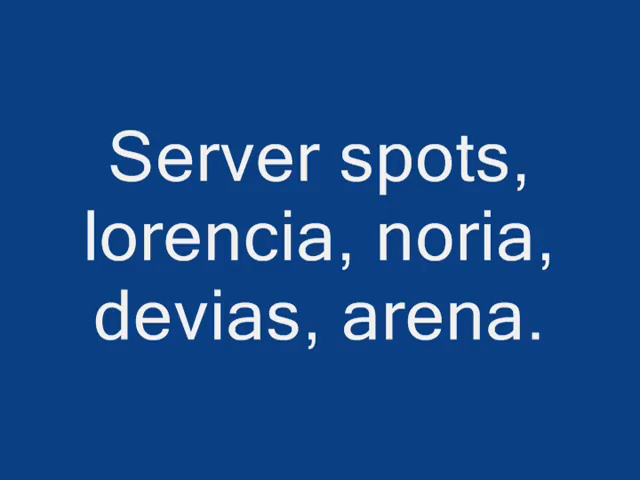 Server spots,
lorencia, noria,
devias, arena.